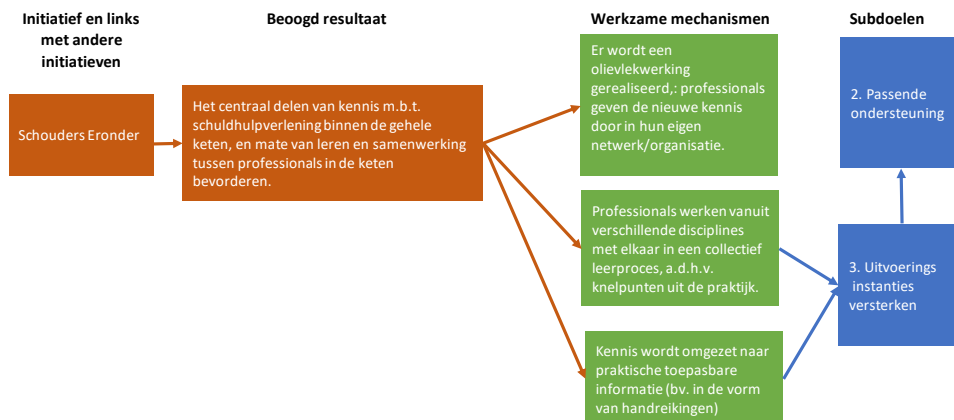 Initiatief en links
met andere
initiatieven
Beoogd resultaat
Werkzame mechanismen
Subdoelen
Schouders Eronder
Het centraal delen van kennis m.b.t.
schuldhulpverlening binnen de gehele
keten, en mate van leren en samenwerking
tussen professionals in de keten
bevorderen.
Er wordt een
olievlekwerking
gerealiseerd,: professionals
geven de nieuwe kennis
door in hun eigen
netwerk/organisatie.
Professionals werken vanuit
verschillende disciplines
met elkaar in een collectief
leerproces, a.d.h.v.
knelpunten uit de praktijk.
Kennis wordt omgezet naar
praktische toepasbare
informatie (bv. in de vorm
van handreikingen)
2. Passende
ondersteuning
3. Uitvoerings
instanties
versterken